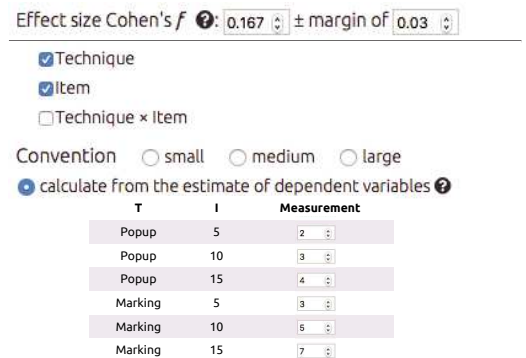 Effect size Cohen's f ?: 0.167 ± margin of 0.03
Technique
Item
Technique × Item
Convention small medium large
calculate from the estimate of dependent variables ?
T I Measurement
Popup 5 2
Popup 10 3
Popup 15 4
Marking 5 3
Marking 10 5
Marking 15 7